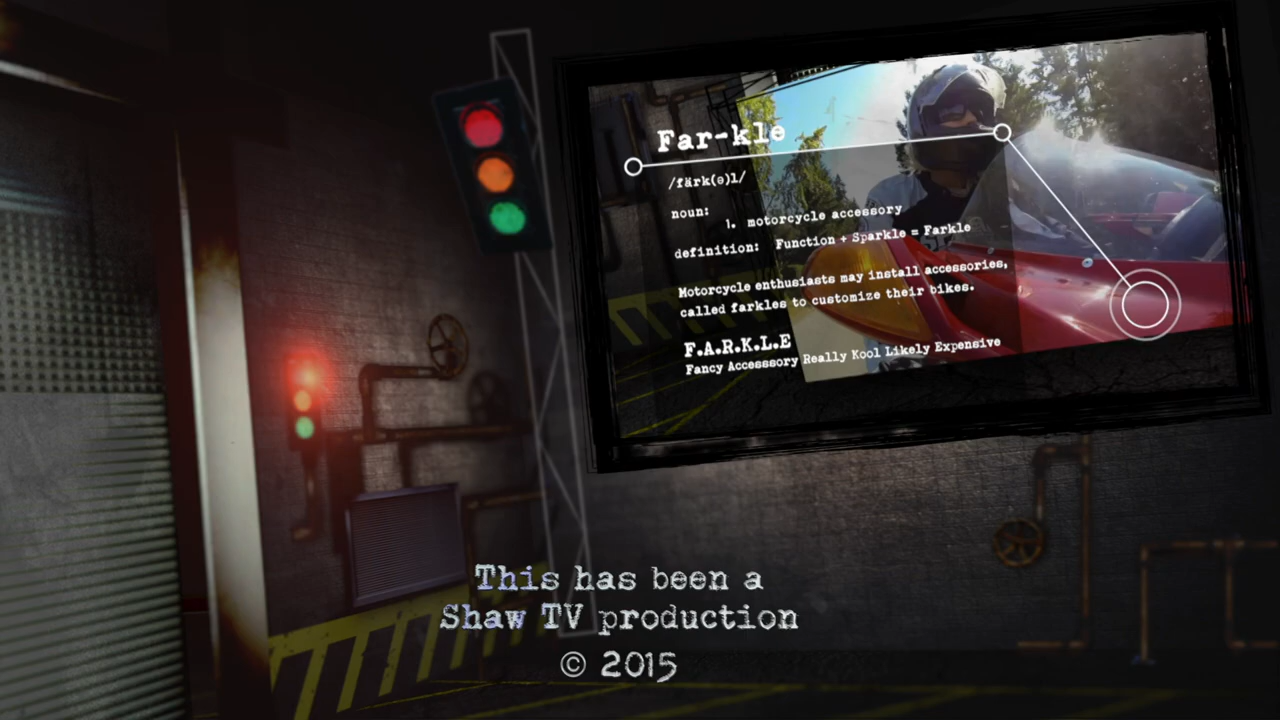 Far-kle
/färk(ə)l/
noun:
1. motorcycle accessory
definition: Function + Sparkle = Farkle
Motorcycle enthusiasts may install accessories,
called farkles to customize their bikes.
F.A.R.K.L.E
Fancy Accesssory Really Kool Likely Expensive
This has been a
Shaw TV production
© 2015